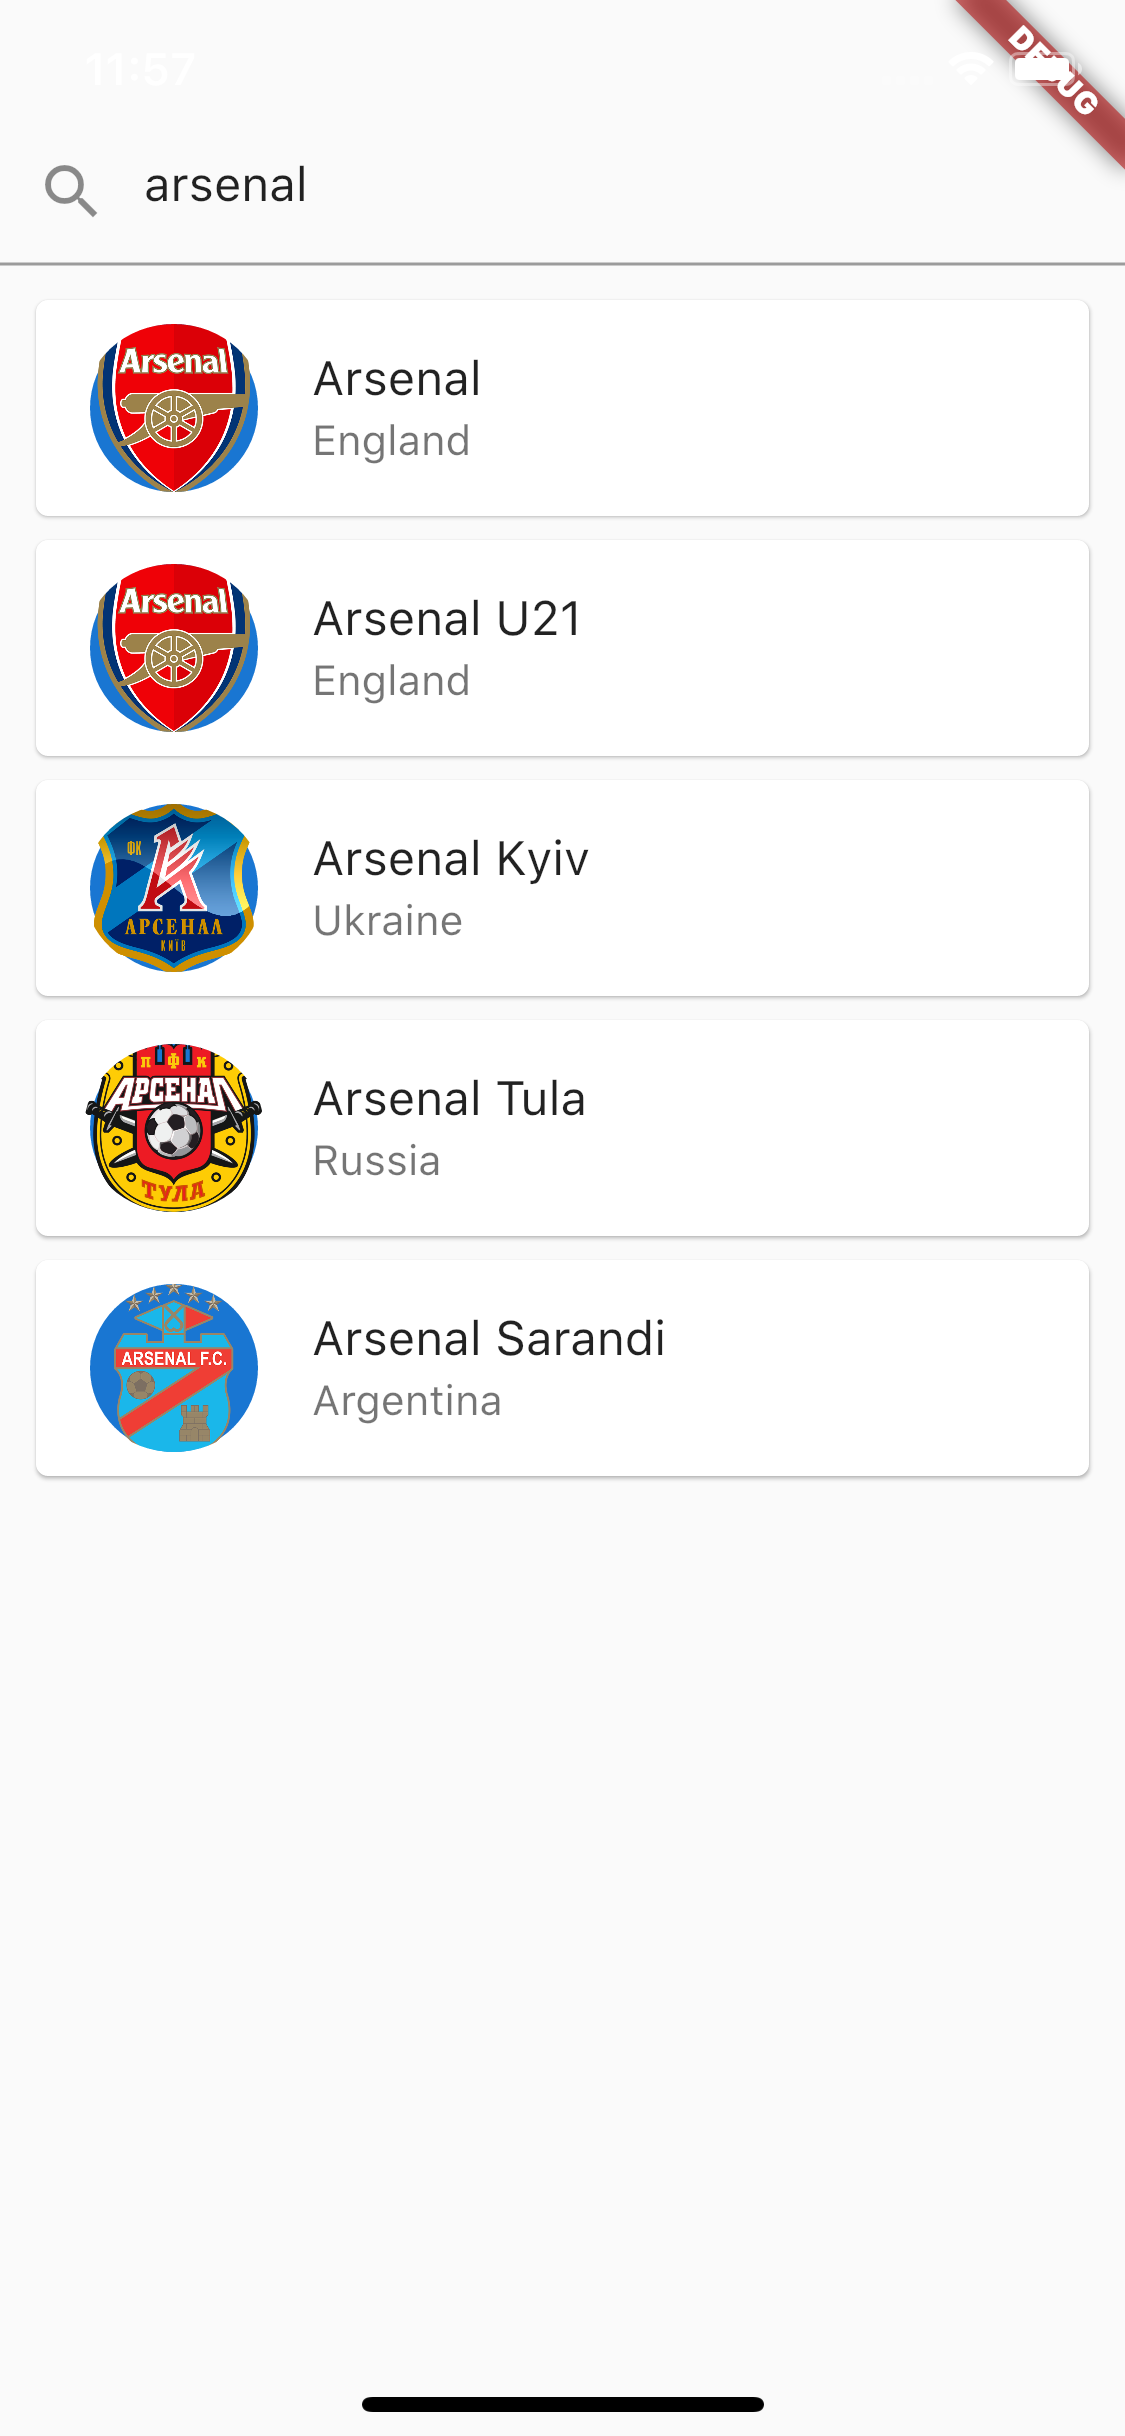 11:57
arsenal
Arsenal
Arsenal
England
Arsenal
Arsenal U21
England
ФК
АРСЕНАЛ
КИЇВ
Arsenal Kyiv
Ukraine
П Ф К
АРСЕНАЛ
ТУЛА
Arsenal Tula
Russia
ARSENAL F.C.
Arsenal Sarandi
Argentina